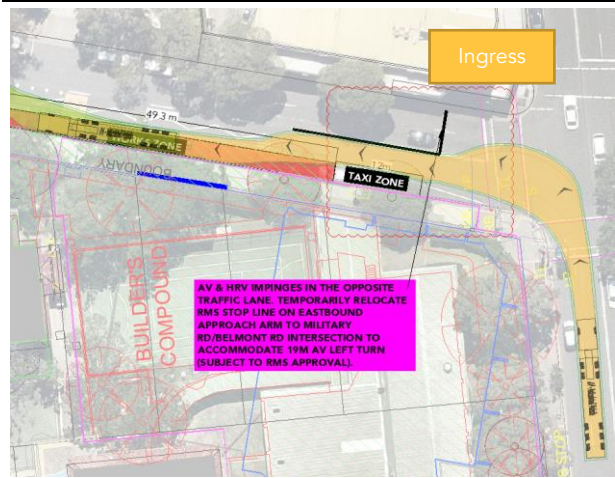 Ingress
49.3 m
WORKS ZONE
BOUNDARY
12m
TAXI ZONE
BUILDER'S
COMPOUND
AV & HRV IMPINGES IN THE OPPOSITE
TRAFFIC LANE. TEMPORARILY RELOCATE
RMS STOP LINE ON EASTBOUND
APPROACH ARM TO MILITARY
RD/BELMONT RD INTERSECTION TO
ACCOMMODATE 19M AV LEFT TURN
(SUBJECT TO RMS APPROVAL).
STOP